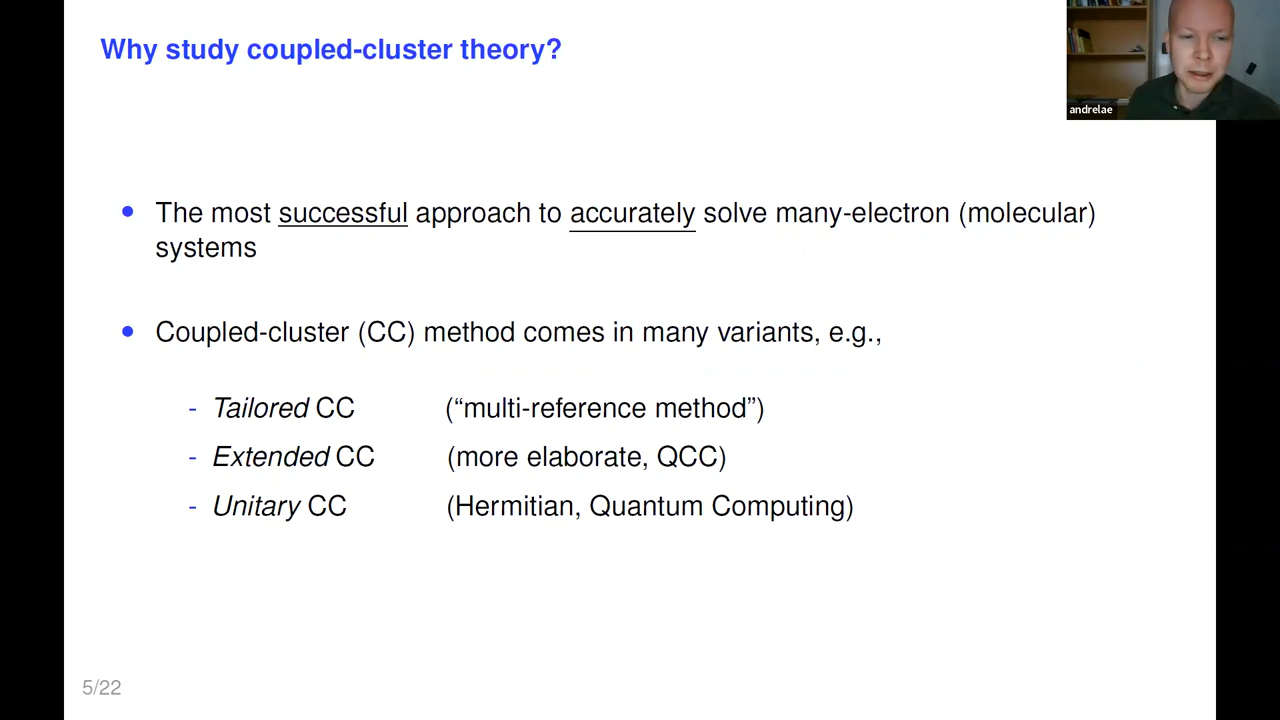 Why study coupled-cluster theory?
andrelae
• The most successful approach to accurately solve many-electron (molecular)
systems
• Coupled-cluster (CC) method comes in many variants, e.g.,
- Tailored CC (“multi-reference method”)
- Extended CC (more elaborate, QCC)
- Unitary CC (Hermitian, Quantum Computing)
5/22